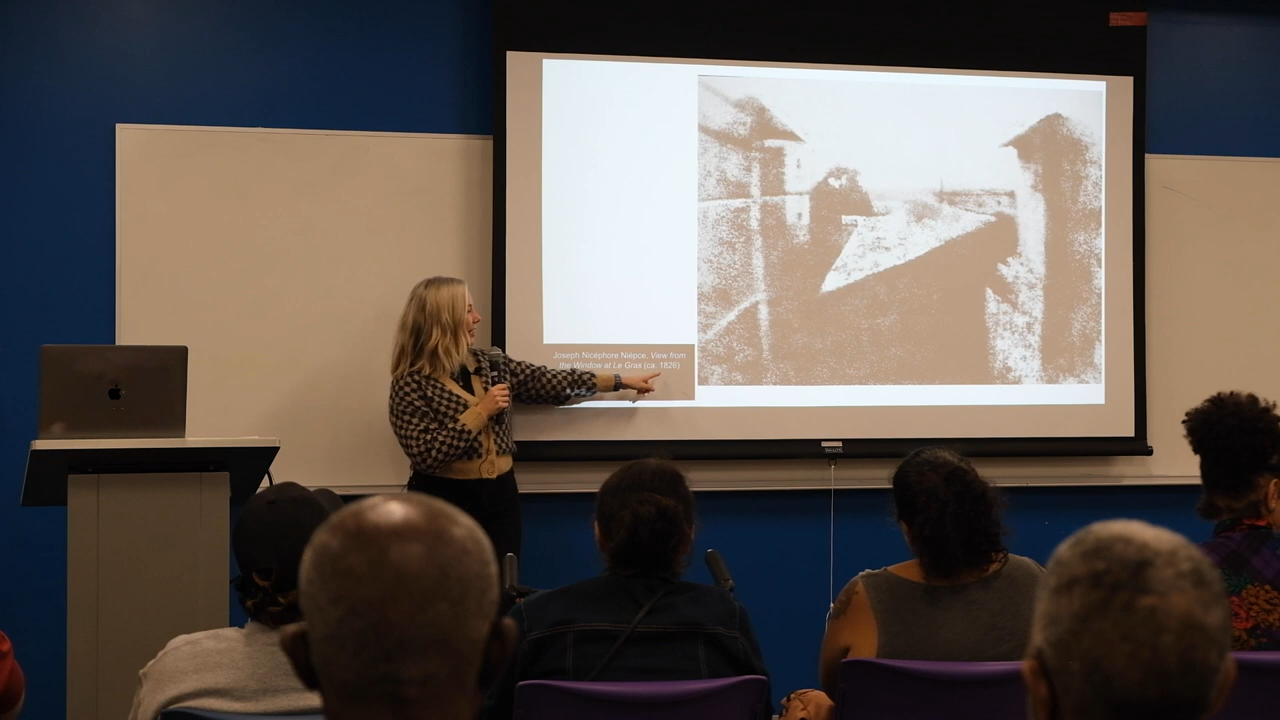 Joseph Nicéphore Niépce, View from
the Window at Le Gras (ca. 1826)